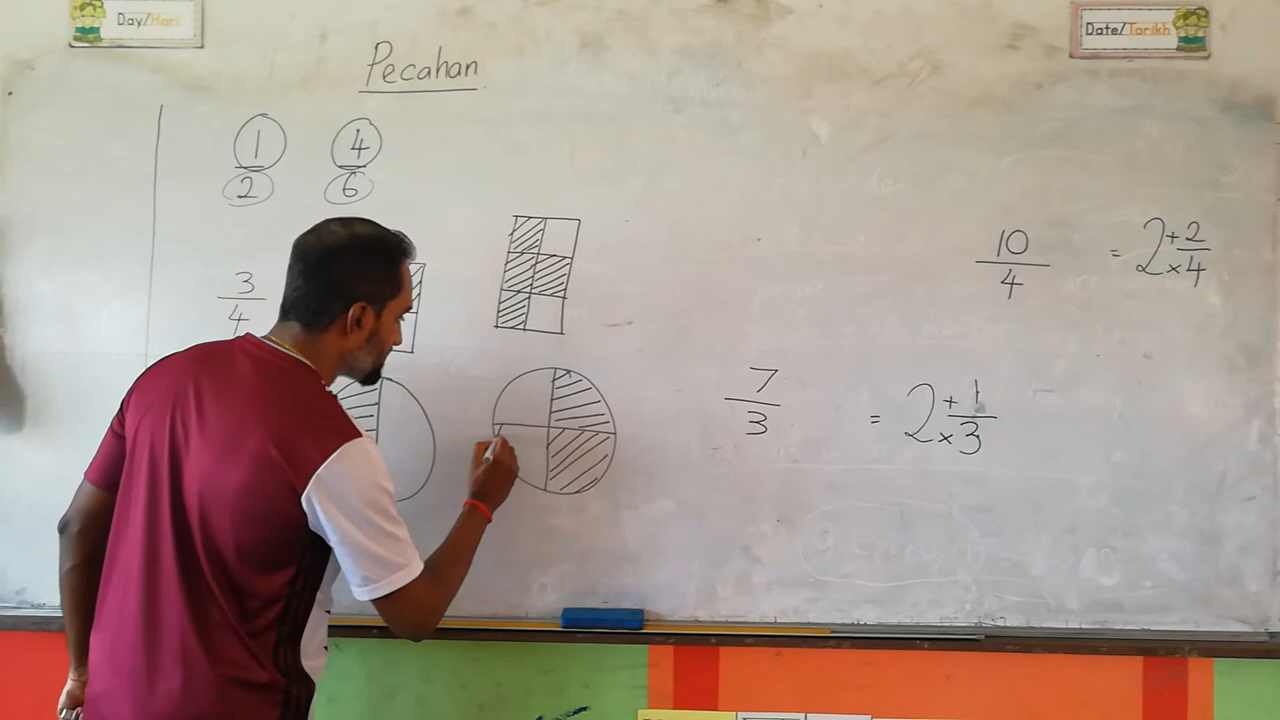 Day/Hari
Date/Tarikh
Pecahan
1/2 4/6
3/4
10/4 = 2 + x 2/4
7/3 = 2 + x 1/3